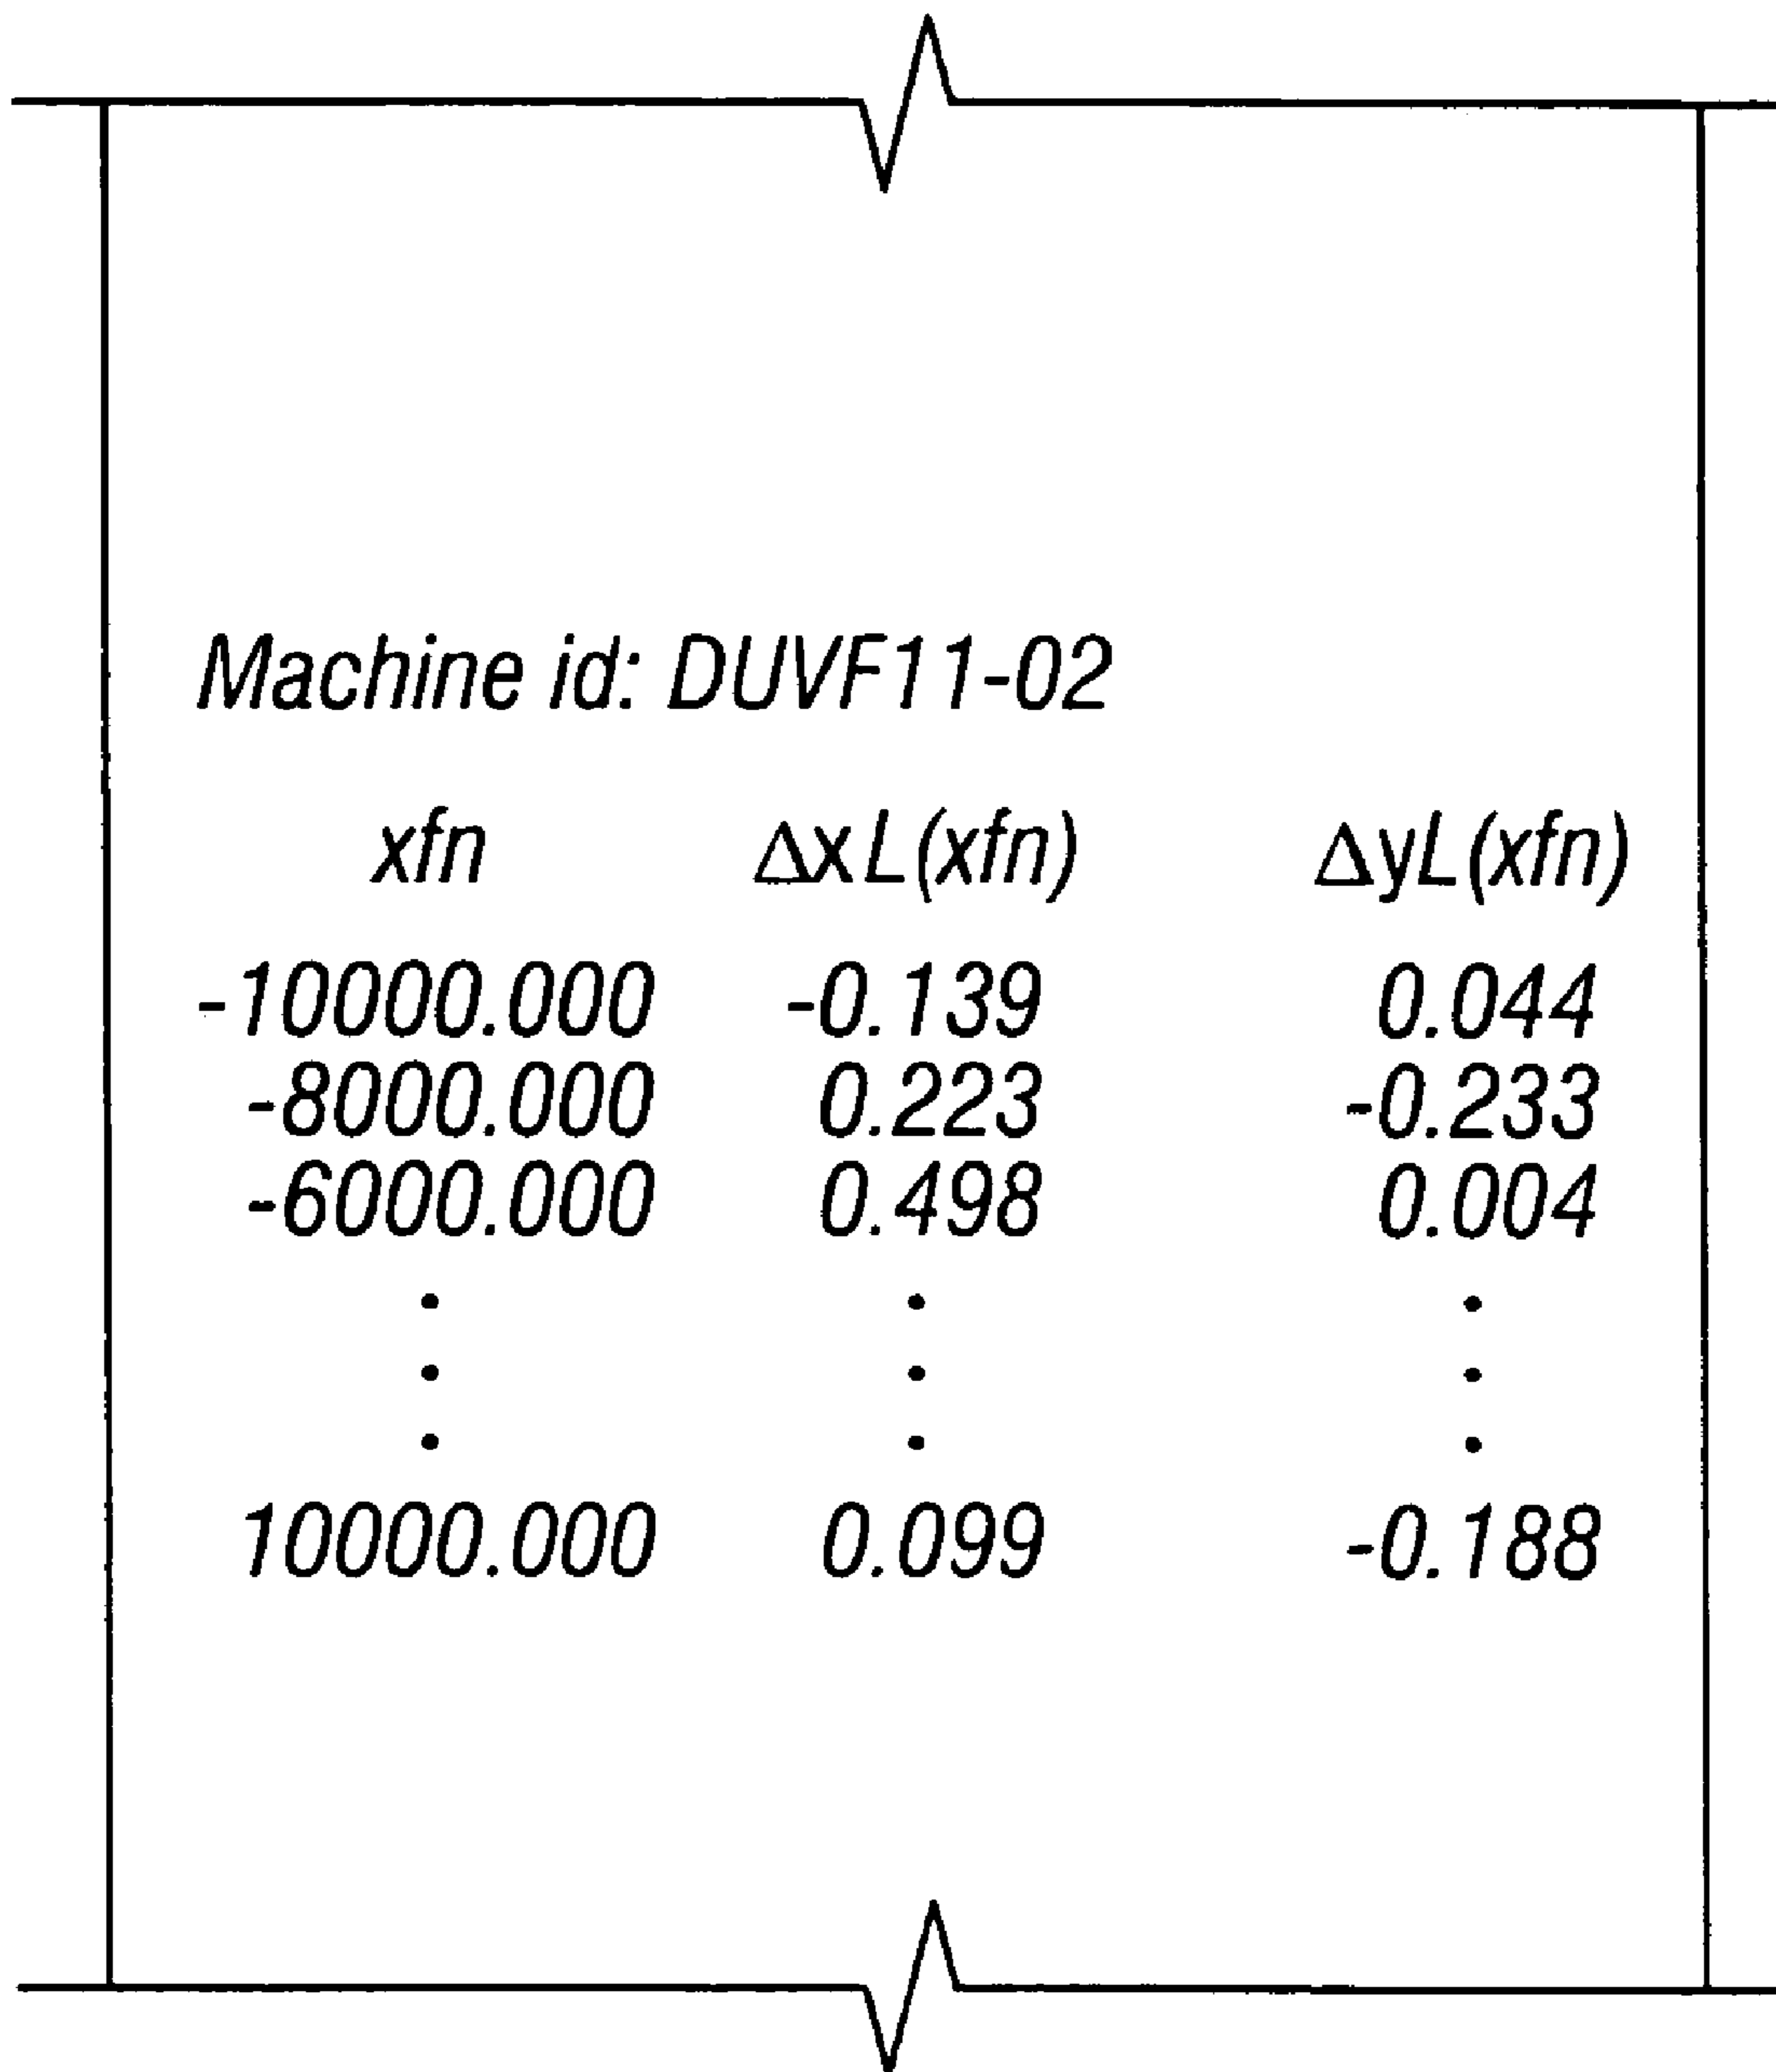 Machine id: DUVF11-02
xfn ΔxL(xfn) ΔyL(xfn)
-10000.000 -0.139 0.044
-8000.000 0.223 -0.233
-6000.000 0.498 0.004
. . .
. . .
. . .
10000.000 0.099 -0.188